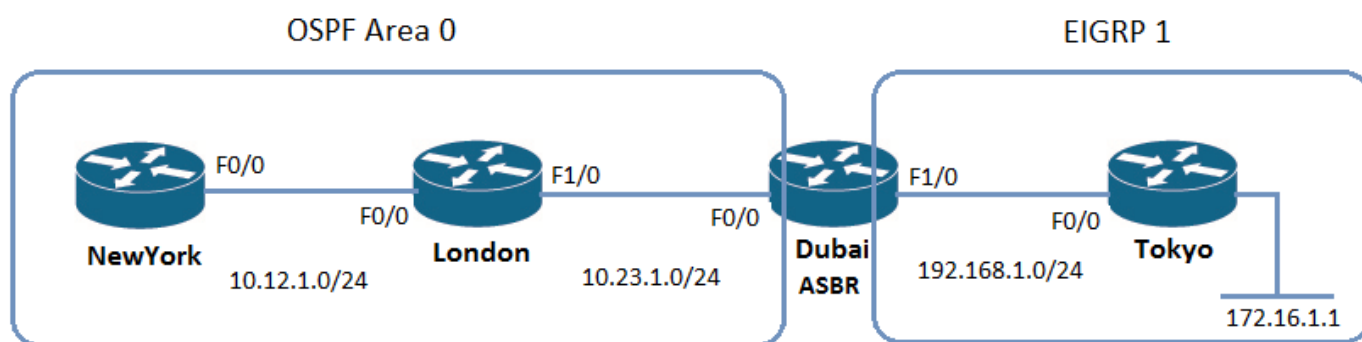 OSPF Area 0
EIGRP 1
F0/0
F0/0
F1/0
F0/0
F1/0
F0/0
NewYork
London
Dubai
ASBR
Tokyo
10.12.1.0/24
10.23.1.0/24
192.168.1.0/24
172.16.1.1